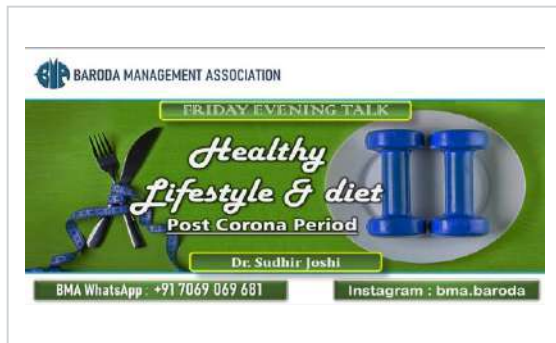 BMA BARODA MANAGEMENT ASSOCIATION
FRIDAY EVENING TALK
Healthy
Lifestyle & diet
Post Corona Period
Dr. Sudhir Joshi
BMA WhatsApp : +91 7069 069 681
Instagram : bma.baroda